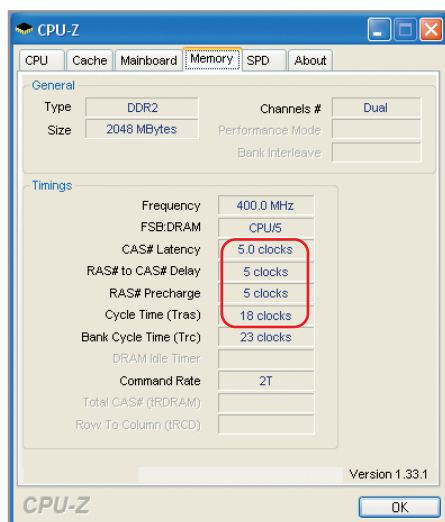 CPU-Z
CPU Cache Mainboard Memory SPD About
General
Type DDR2 Channels # Dual
Size 2048 MBytes Performance Mode
Bank Interleave
Timings
Frequency 400.0 MHz
FSB:DRAM CPU/5
CAS# Latency 5.0 clocks
RAS# to CAS# Delay 5 clocks
RAS# Precharge 5 clocks
Cycle Time (Tras) 18 clocks
Bank Cycle Time (Trc) 23 clocks
DRAM Idle Timer
Command Rate 2T
Total CAS# (tRDRAM)
Row To Column (tRCD)
Version 1.33.1
CPU-Z OK